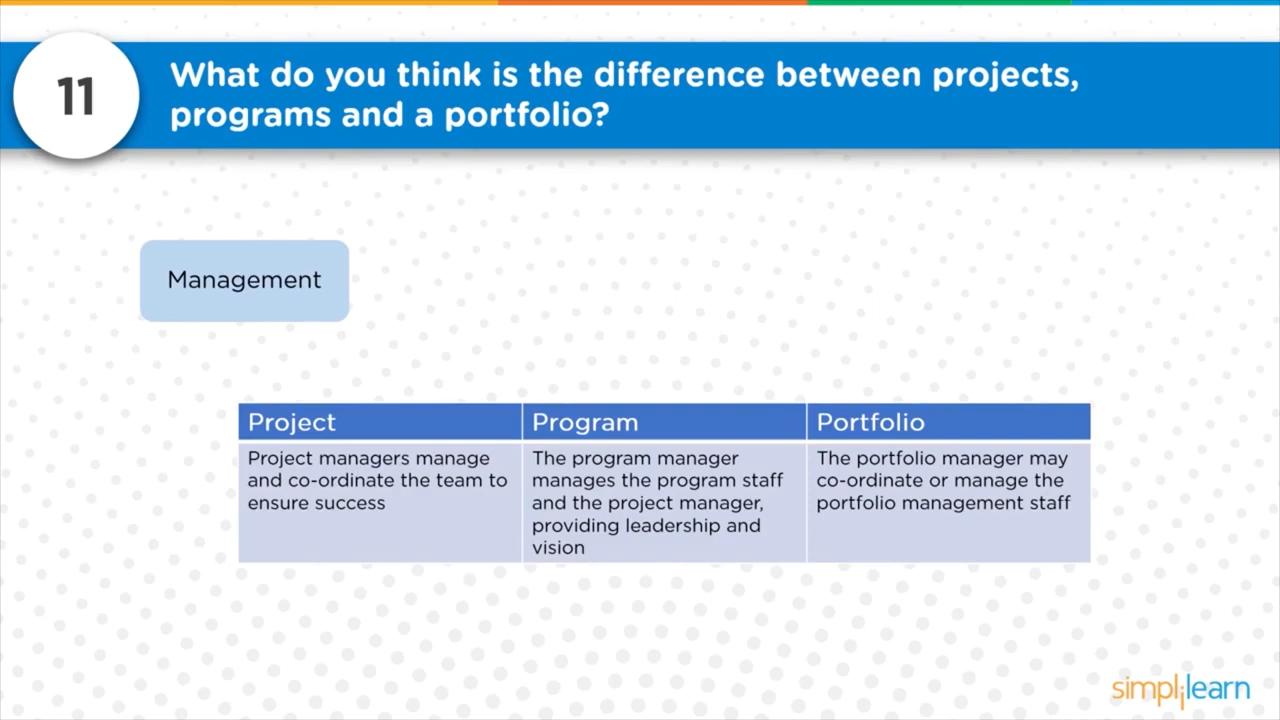 11
What do you think is the difference between projects,
programs and a portfolio?
Management
Project
Program
Portfolio
Project managers manage
and co-ordinate the team to
ensure success
The program manager
manages the program staff
and the project manager,
providing leadership and
vision
The portfolio manager may
co-ordinate or manage the
portfolio management staff
simplilearn